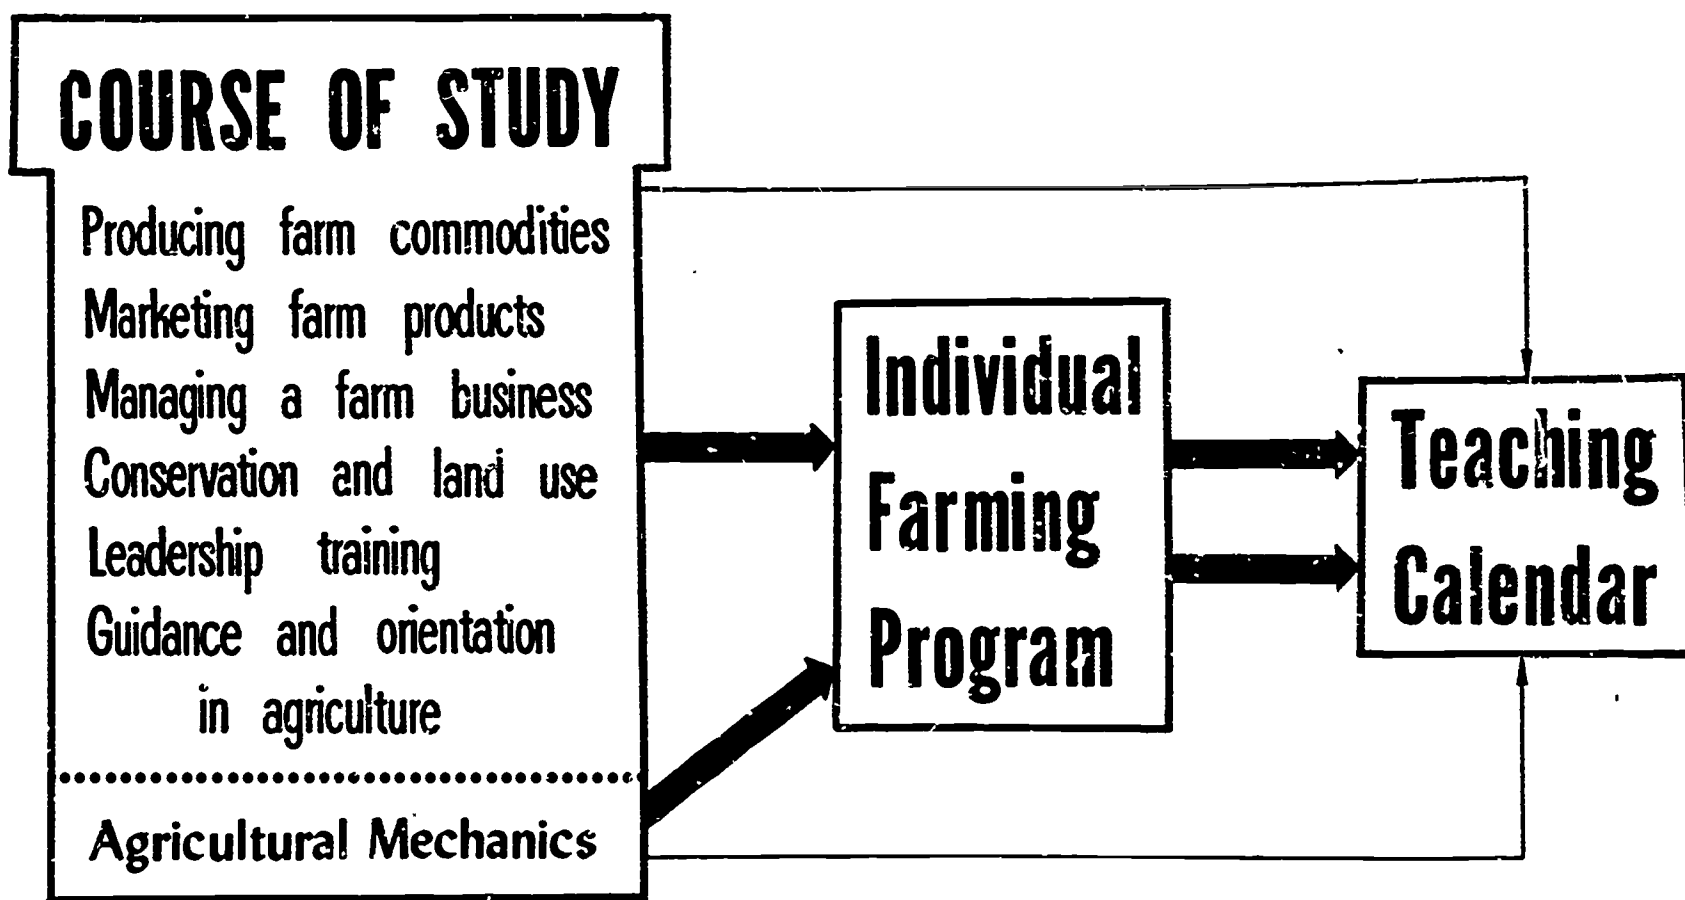 COURSE OF STUDY
Producing farm commodities
Marketing farm products
Managing a farm business
Conservation and land use
Leadership training
Guidance and orientation
in agriculture
Agricultural Mechanics
Individual
Farming
Program
Teaching
Calendar